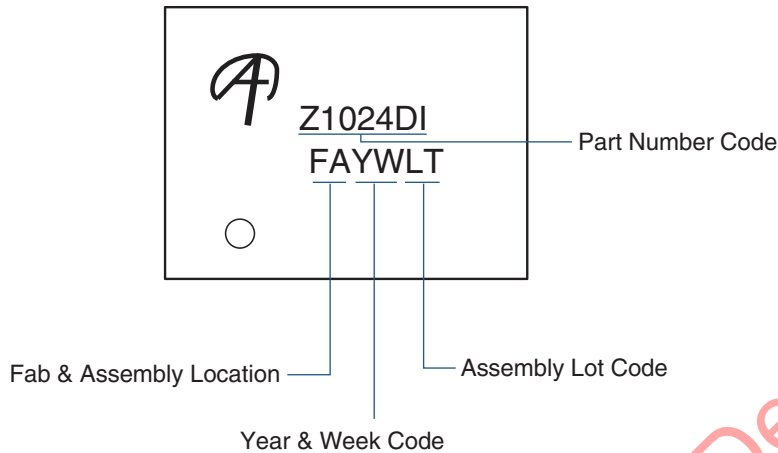 Z1024DI
Part Number Code
FAYWLT
Fab & Assembly Location
Assembly Lot Code
Year & Week Code